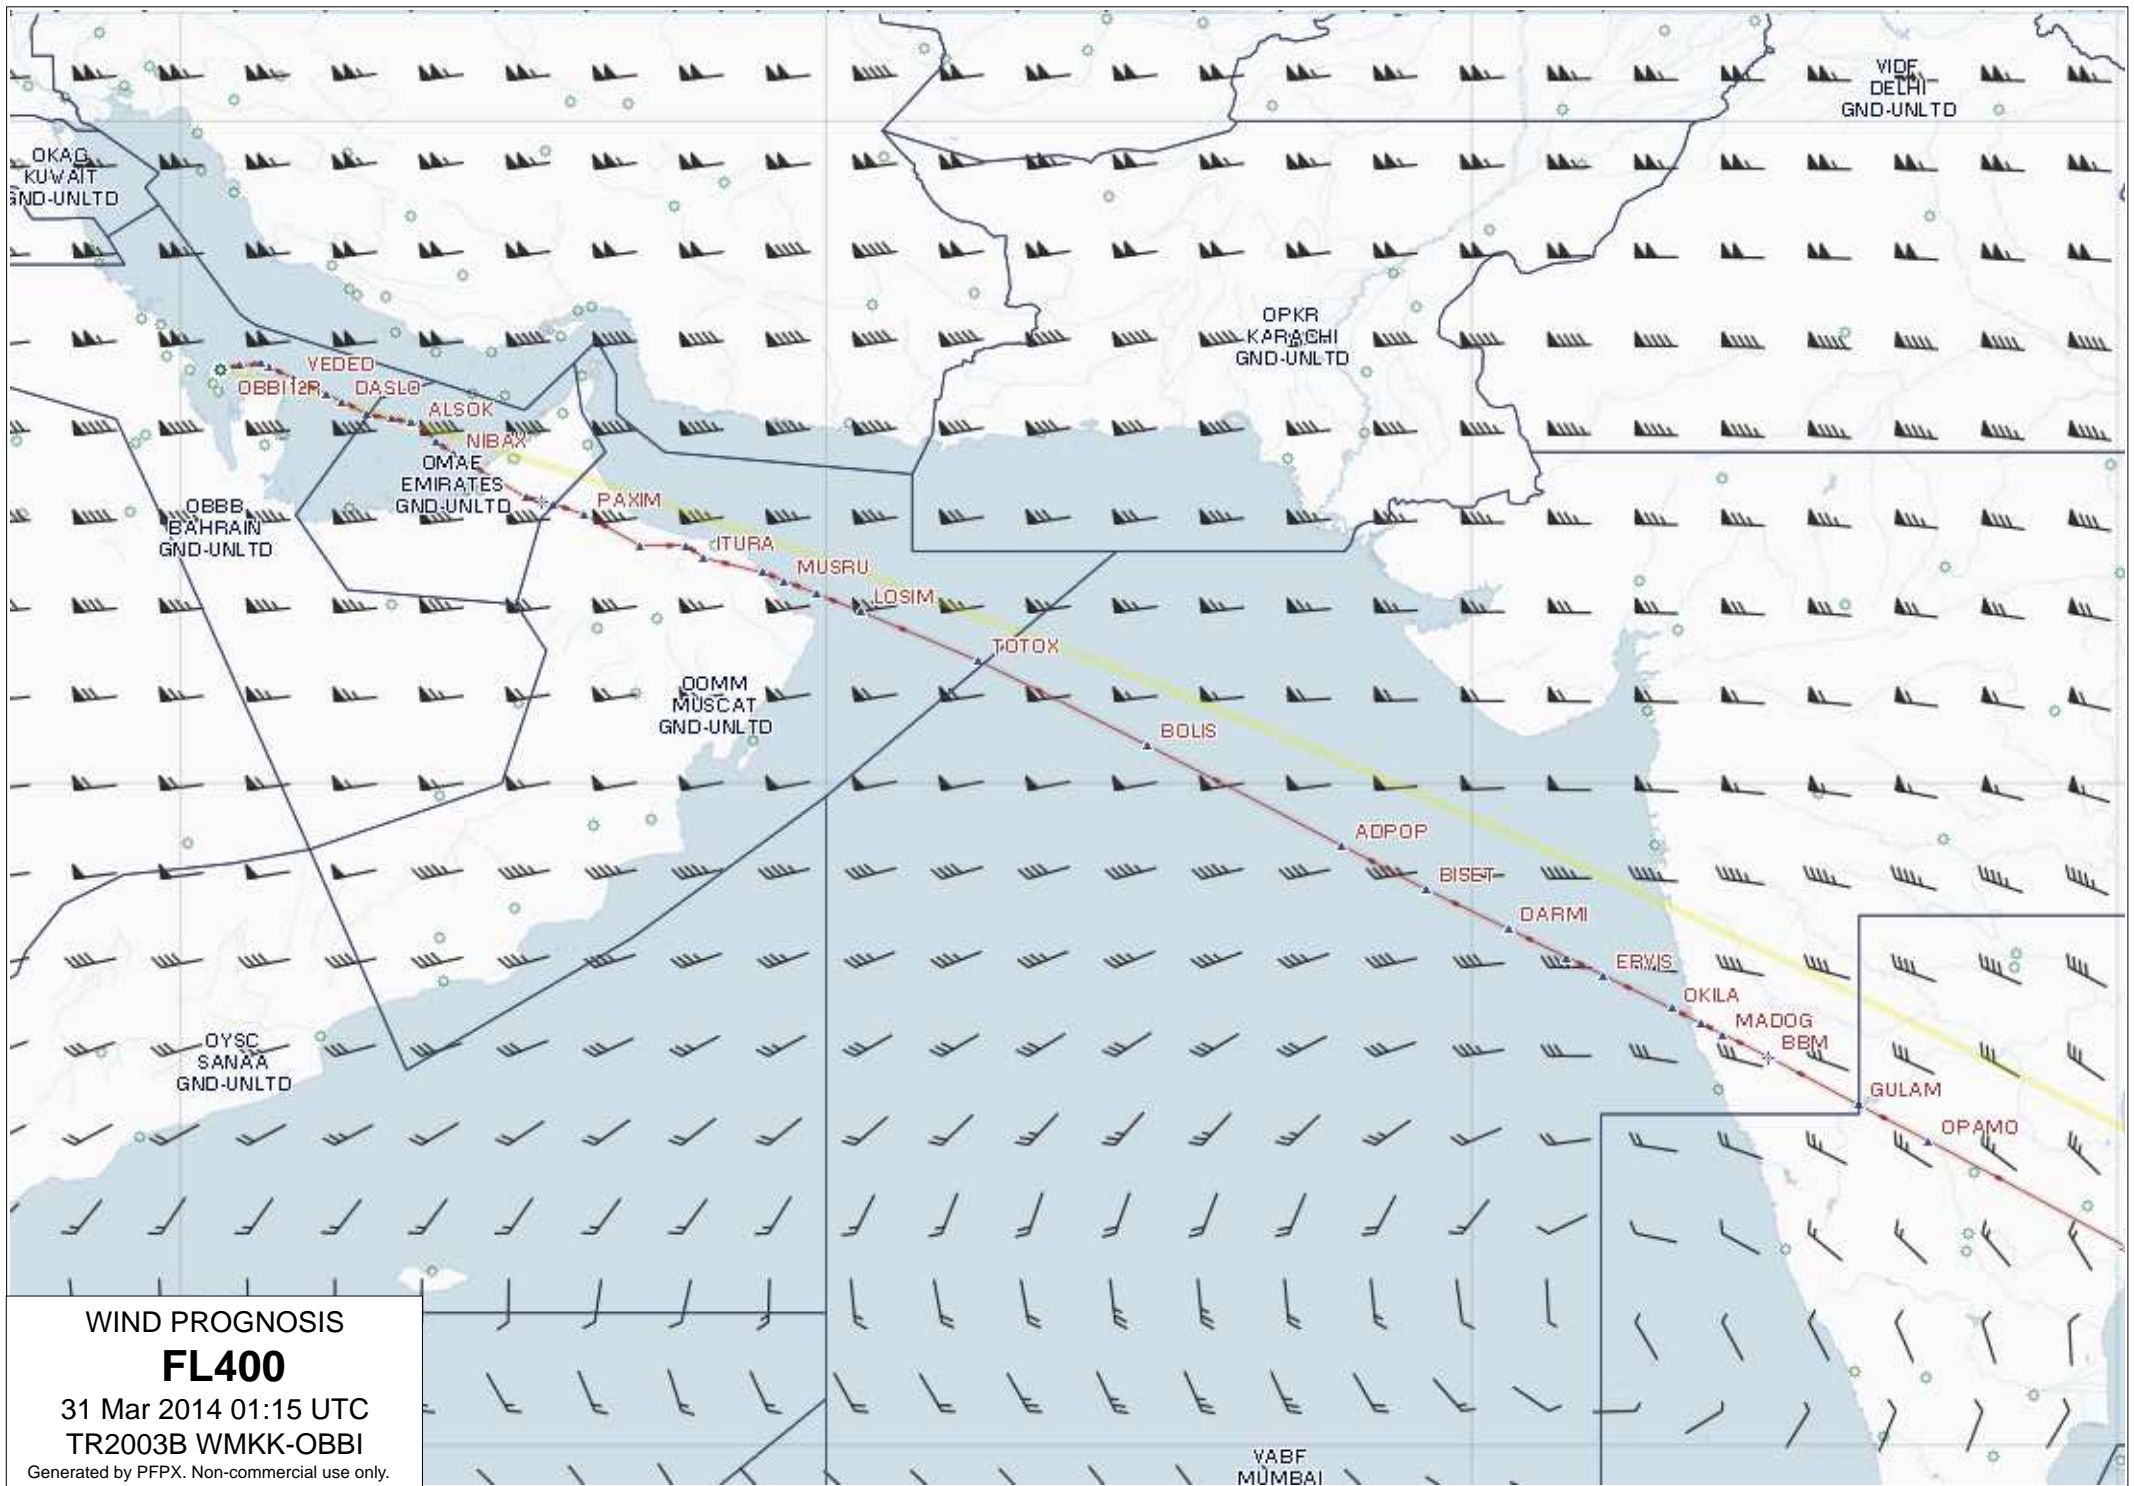 VIDF
DELHI
GND-UNLTD
OKAC
KUWAIT
GND-UNLTD
OPKR
KARACHI
GND-UNLTD
VEDED
OBBI12R
DASLO
ALSOK
NIBAX
OMAE
EMIRATES
GND-UNLTD
PAXIM
OBBB
BAHRAIN
GND-UNLTD
ITURA
MUSRU
LOSIM
TOTOX
OOMM
MUSCAT
GND-UNLTD
BOLIS
ADPOP
BISET
DARMI
ERVIS
OKILA
MADOG
BBM
OYSC
SANAA
GND-UNLTD
GULAM
OPAMO
WIND PROGNOSIS
FL400
31 Mar 2014 01:15 UTC
TR2003B WMKK-OBBI
Generated by PFPX. Non-commercial use only.
VABF
MUMBAI